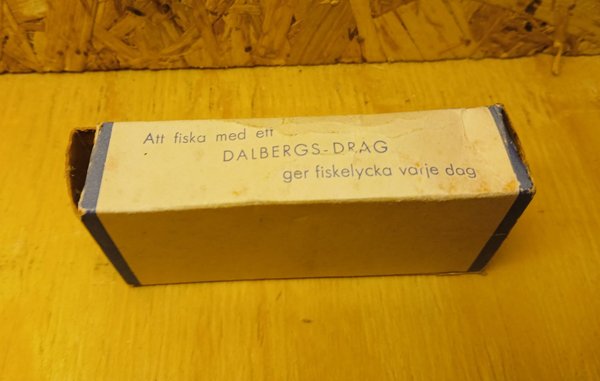 Att fiska med ett
DALBERGS-DRAG
ger fiskelycka varje dag